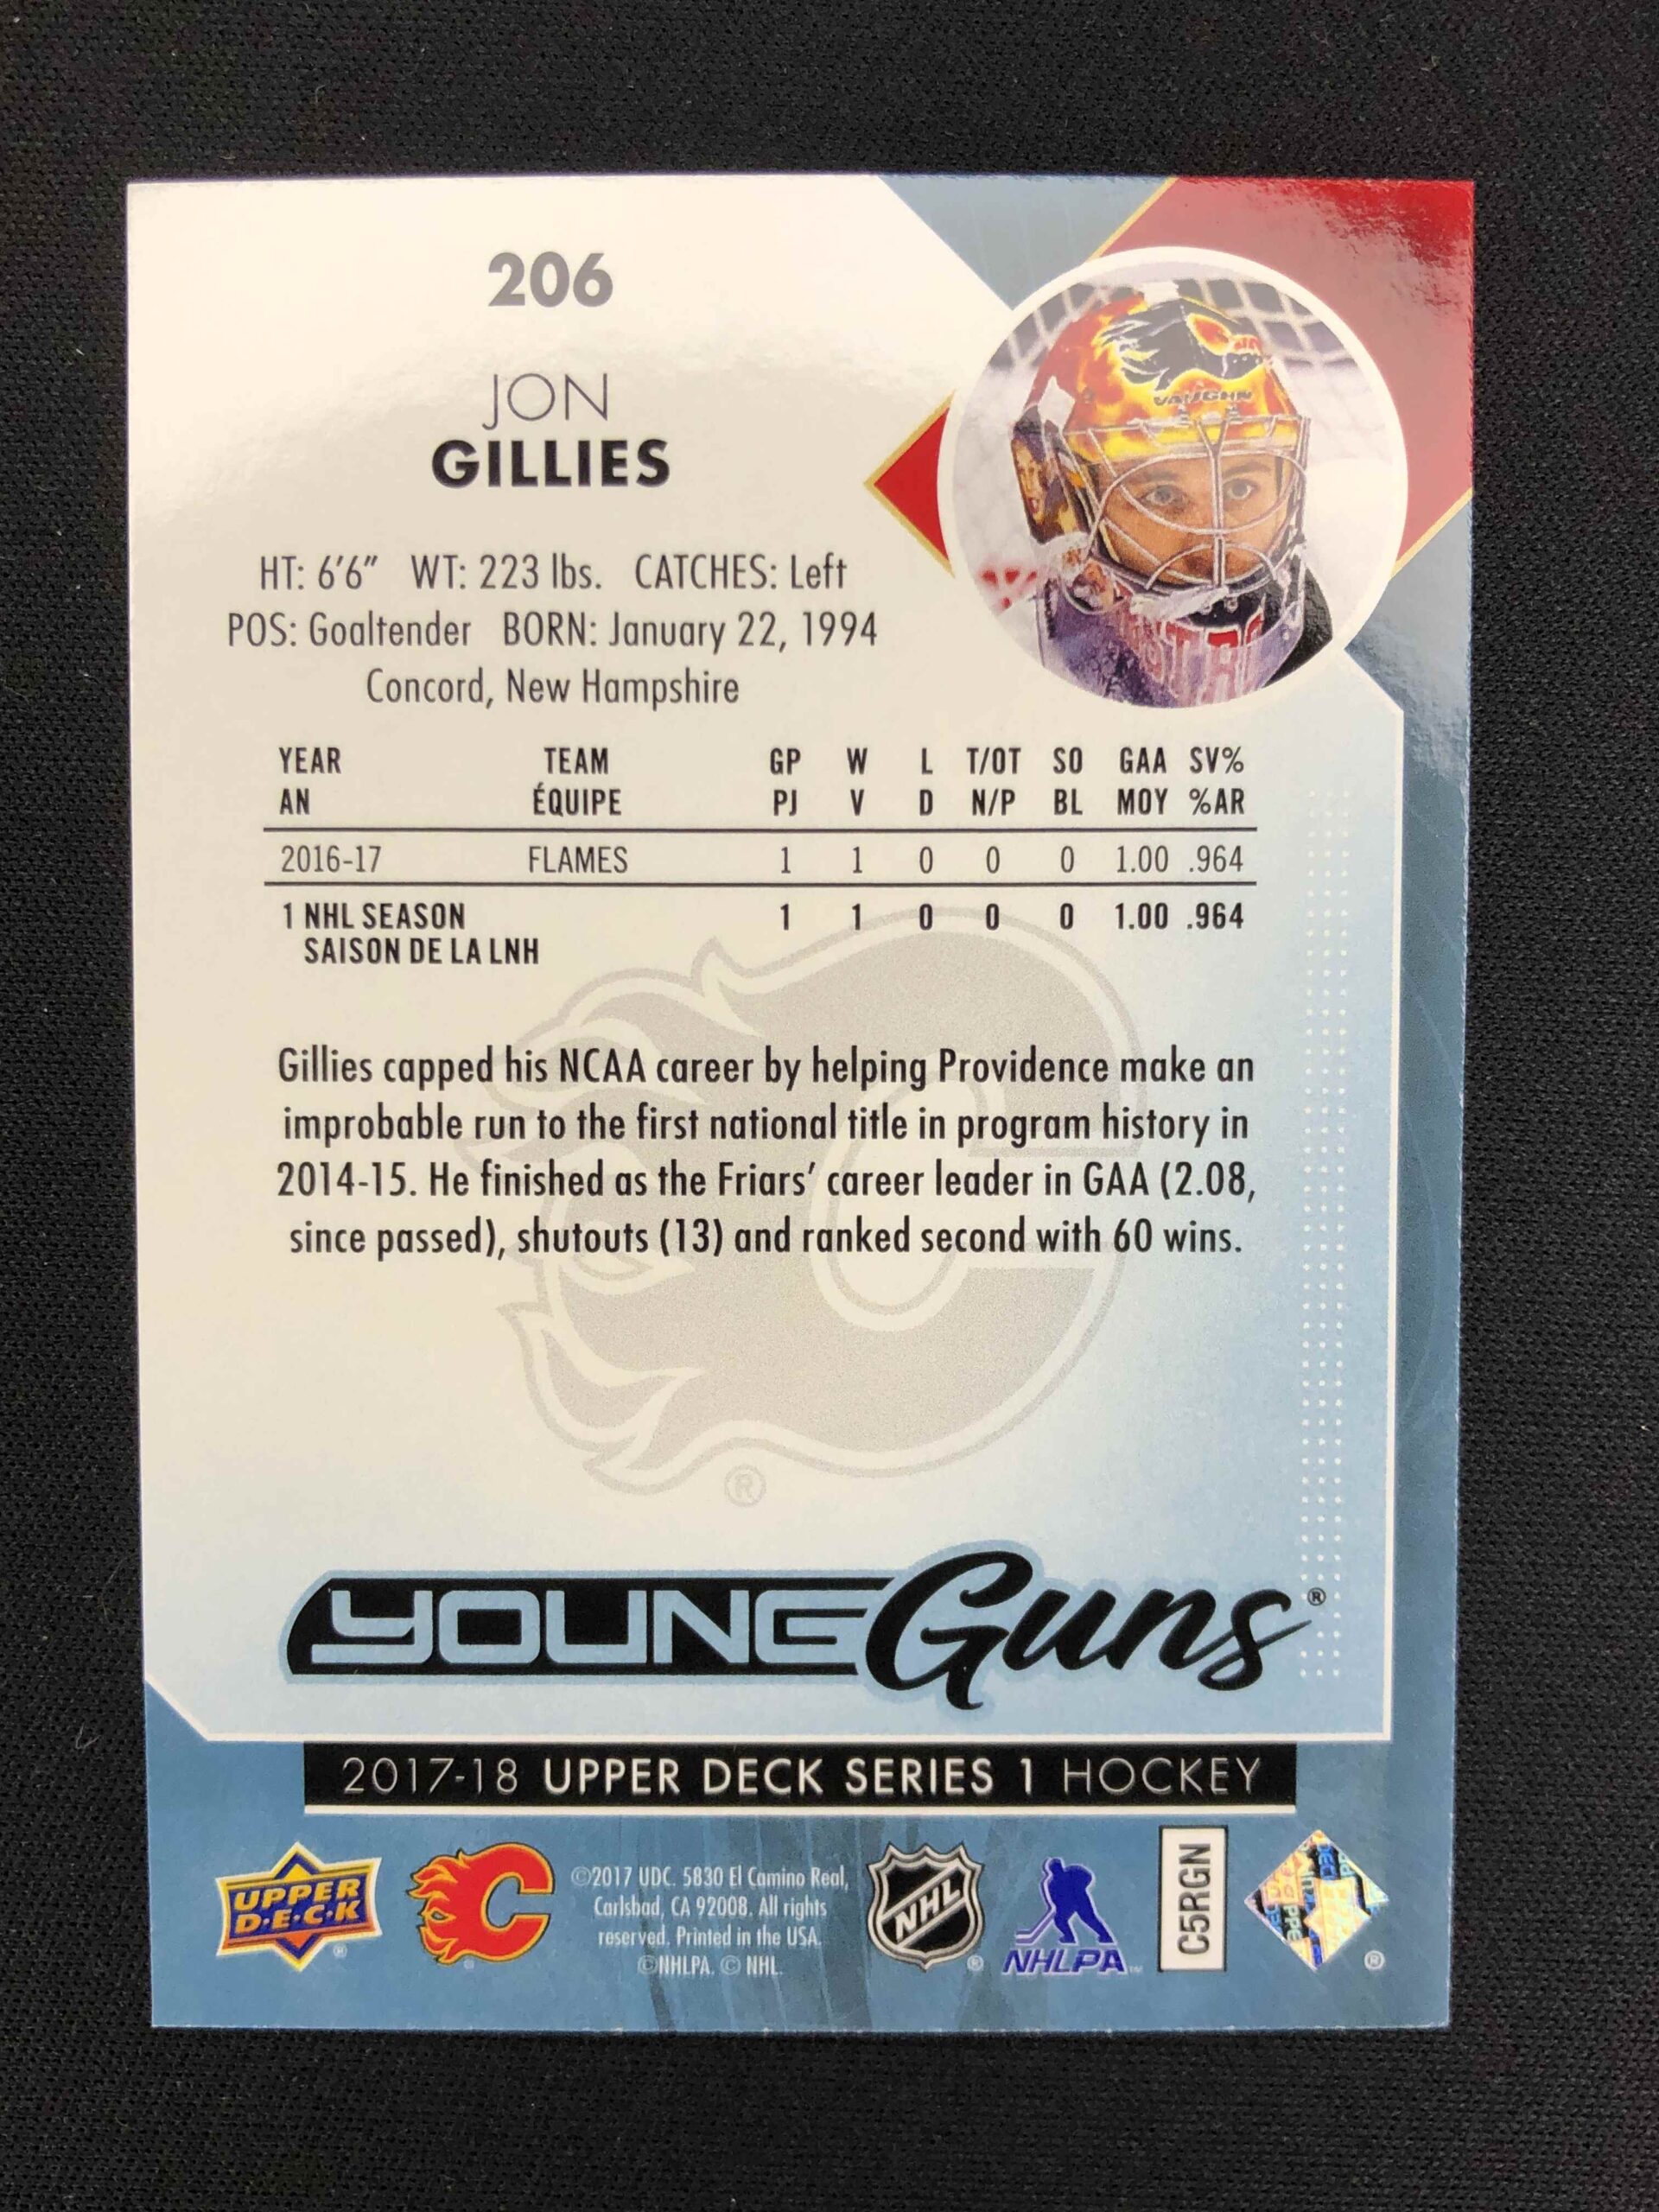 206
JON
GILLIES
VAUGHN
HT: 6'6" WT: 223 lbs. CATCHES: Left
POS: Goaltender BORN: January 22, 1994
Concord, New Hampshire
YEAR TEAM GP W L T/OT SO GAA SV%
AN ÉQUIPE PJ V D N/P BL MOY %AR
2016-17 FLAMES 1 1 0 0 0 1.00 .964
1 NHL SEASON 1 1 0 0 0 1.00 .964
SAISON DE LA LNH
Gillies capped his NCAA career by helping Providence make an
improbable run to the first national title in program history in
2014-15. He finished as the Friars' career leader in GAA (2.08,
since passed), shutouts (13) and ranked second with 60 wins.
®
YOUNG Guns®
2017-18 UPPER DECK SERIES 1 HOCKEY
UPPER
D·E·C·K
®
©2017 UDC. 5830 El Camino Real,
Carlsbad, CA 92008. All rights
reserved. Printed in the USA.
©NHLPA. © NHL.
NHL
®
NHLPA™
C5RGN
®